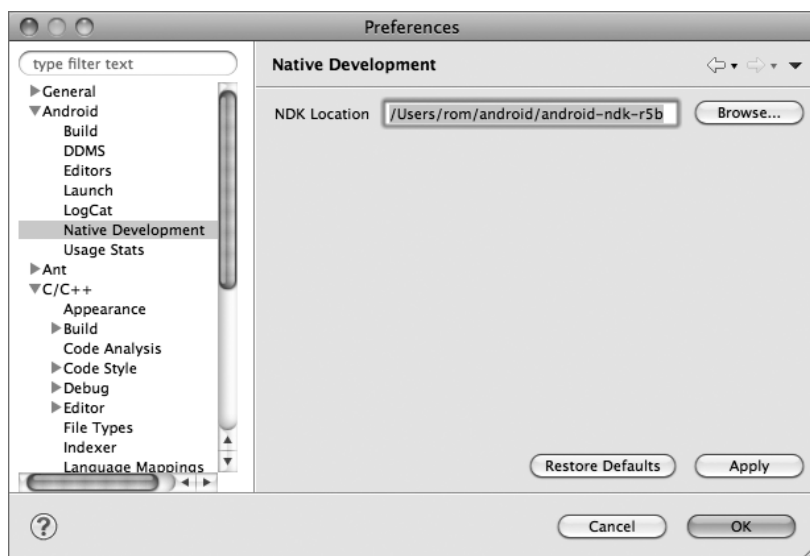 Preferences
type filter text
General
Android
Build
DDMS
Editors
Launch
LogCat
Native Development
Usage Stats
Ant
C/C++
Appearance
Build
Code Analysis
Code Style
Debug
Editor
File Types
Indexer
Language Mappings
Native Development
NDK Location /Users/rom/android/android-ndk-r5b Browse...
Restore Defaults Apply
? Cancel OK